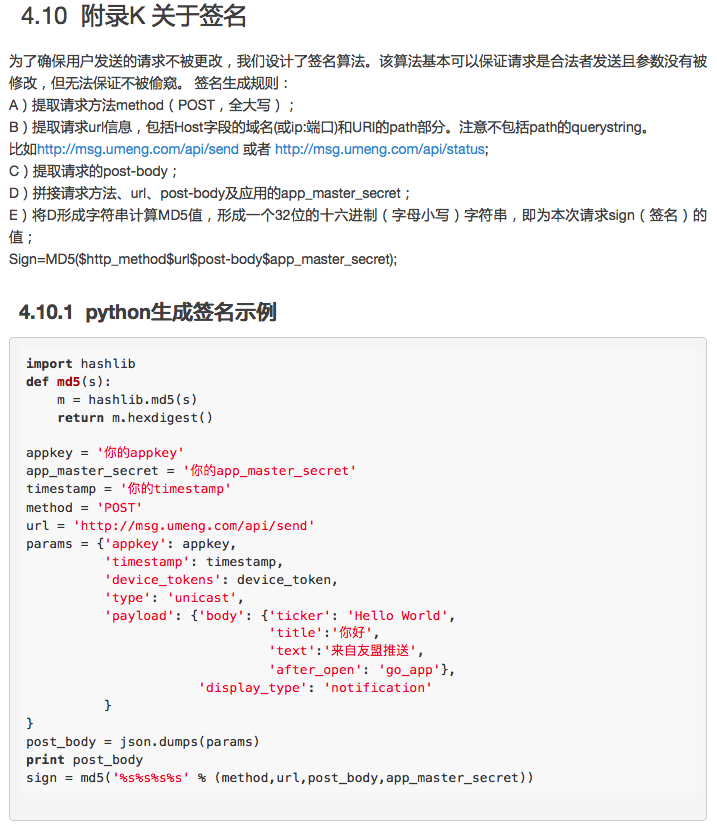 4.10 附录K 关于签名
为了确保用户发送的请求不被更改，我们设计了签名算法。该算法基本可以保证请求是合法者发送且参数没有被
修改，但无法保证不被偷窥。 签名生成规则：
A）提取请求方法method（POST，全大写）；
B）提取请求url信息，包括Host字段的域名(或ip:端口)和URI的path部分。注意不包括path的querystring。
比如http://msg.umeng.com/api/send 或者 http://msg.umeng.com/api/status;
C）提取请求的post-body；
D）拼接请求方法、url、post-body及应用的app_master_secret；
E）将D形成字符串计算MD5值，形成一个32位的十六进制（字母小写）字符串，即为本次请求sign（签名）的
值；
Sign=MD5($http_method$url$post-body$app_master_secret);
4.10.1 python生成签名示例
import hashlib
def md5(s):
    m = hashlib.md5(s)
    return m.hexdigest()
appkey = '你的appkey'
app_master_secret = '你的app_master_secret'
timestamp = '你的timestamp'
method = 'POST'
url = 'http://msg.umeng.com/api/send'
params = {'appkey': appkey,
          'timestamp': timestamp,
          'device_tokens': device_token,
          'type': 'unicast',
          'payload': {'body': {'ticker': 'Hello World',
                               'title':'你好',
                               'text':'来自友盟推送',
                               'after_open': 'go_app'},
                      'display_type': 'notification'
          }
}
post_body = json.dumps(params)
print post_body
sign = md5('%s%s%s%s' % (method,url,post_body,app_master_secret))